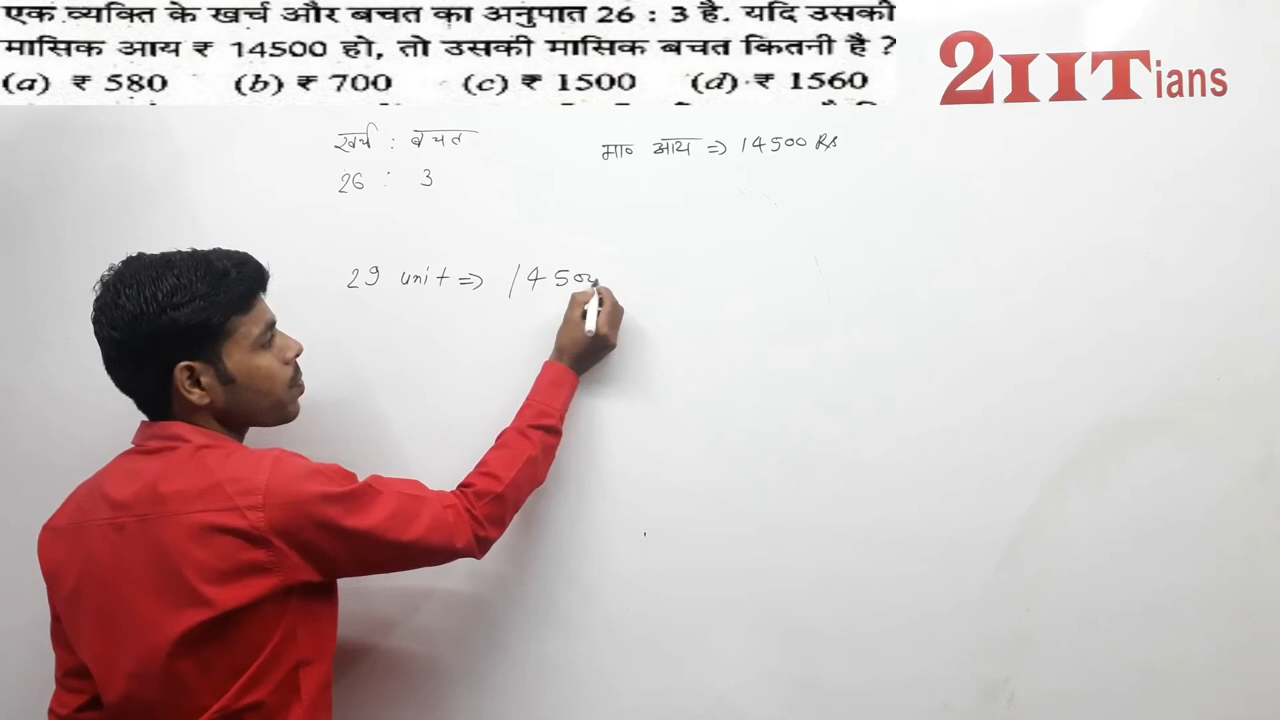 एक व्यक्ति के खर्च और बचत का अनुपात 26 : 3 है. यदि उसकी
मासिक आय ₹ 14500 हो, तो उसकी मासिक बचत कितनी है ?
(a) ₹ 580 (b) ₹ 700 (c) ₹ 1500 (d) ₹ 1560
2IITians
खर्च : बचत
मा० आय => 14500 Rs
26 : 3
29 unit => 1450